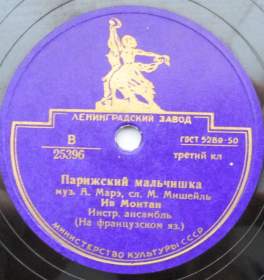 ЛЕНИНГРАДСКИЙ ЗАВОД
В
25396
ГОСТ 5289-50
третий кл
Парижский мальчишка
муз. А. Марэ, сл. М. Мишейль
Ив Монтан
Инстр. ансамбль
(На французском яз.)
МИНИСТЕРСТВО КУЛЬТУРЫ СССР